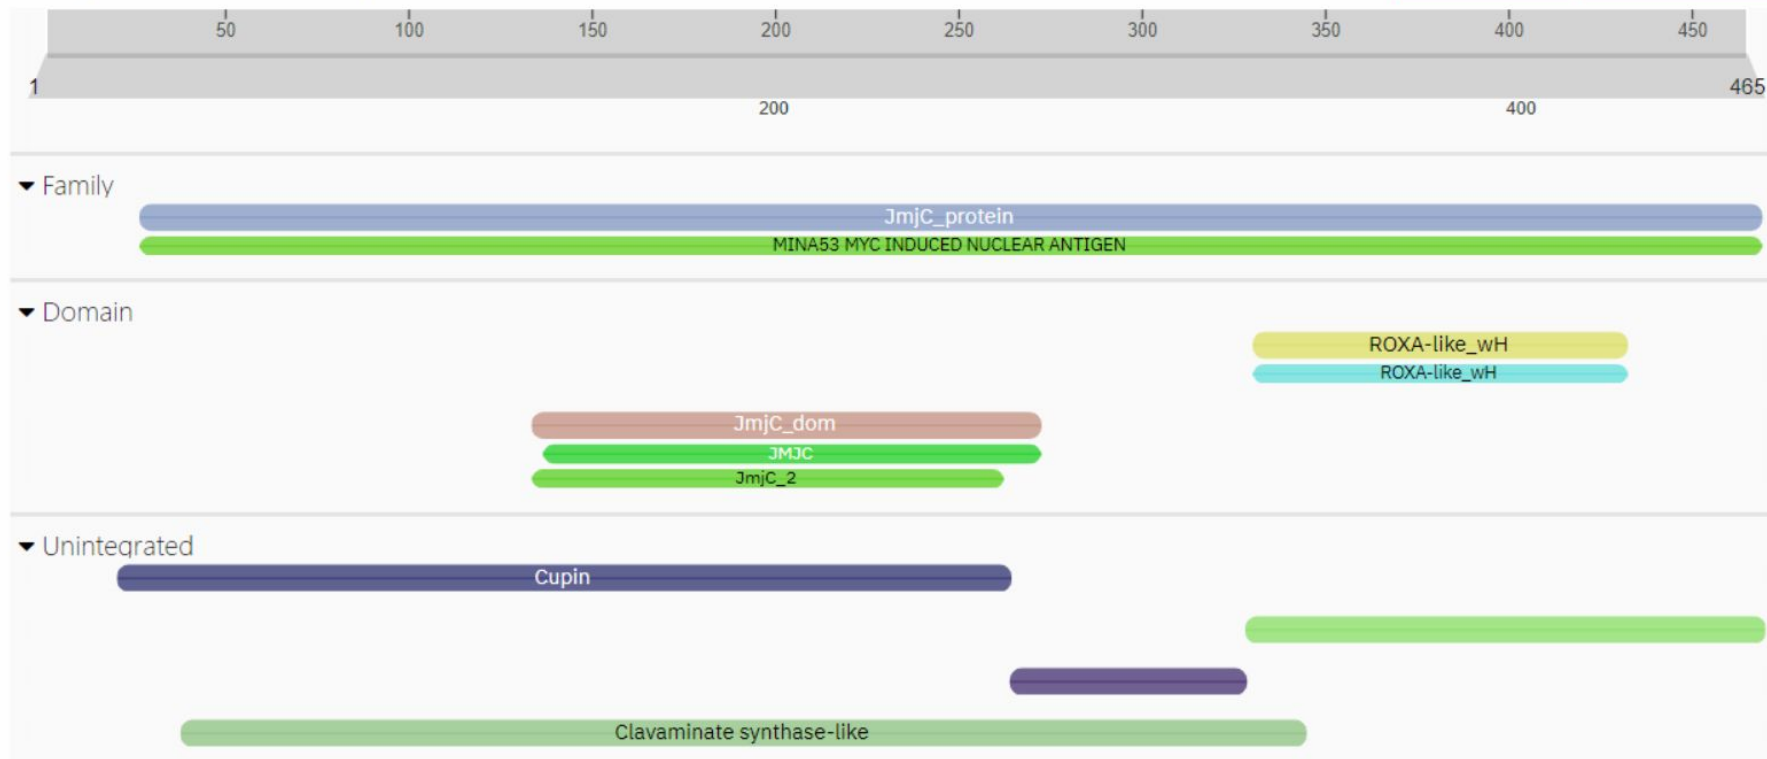 50 100 150 200 250 300 350 400 450
1 465
200 400
Family
JmjC_protein
MINA53 MYC INDUCED NUCLEAR ANTIGEN
Domain
ROXA-like_wH
ROXA-like_wH
JmjC_dom
JMJC
JmjC_2
Unintegrated
Cupin
Clavaminate synthase-like